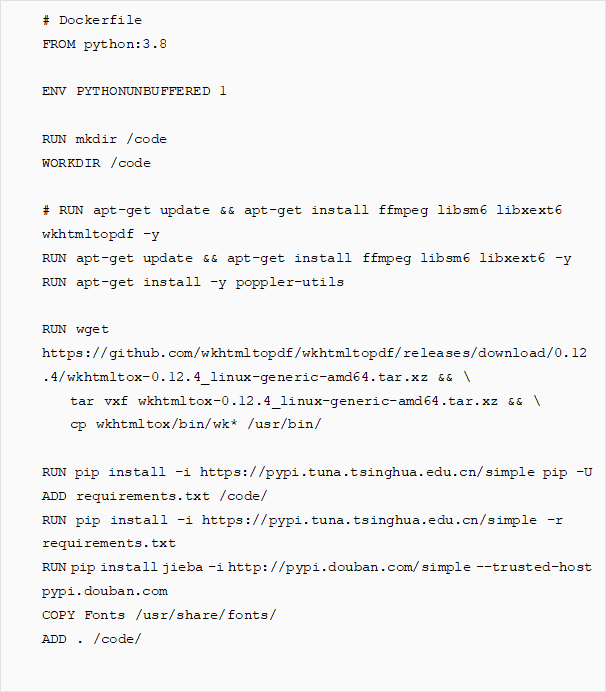 # Dockerfile
FROM python:3.8
ENV PYTHONUNBUFFERED 1
RUN mkdir /code
WORKDIR /code
# RUN apt-get update && apt-get install ffmpeg libsm6 libxext6
wkhtmltopdf -y
RUN apt-get update && apt-get install ffmpeg libsm6 libxext6 -y
RUN apt-get install -y poppler-utils
RUN wget
https://github.com/wkhtmltopdf/wkhtmltopdf/releases/download/0.12
.4/wkhtmltox-0.12.4_linux-generic-amd64.tar.xz && \
tar vxf wkhtmltox-0.12.4_linux-generic-amd64.tar.xz && \
cp wkhtmltox/bin/wk* /usr/bin/
RUN pip install -i https://pypi.tuna.tsinghua.edu.cn/simple pip -U
ADD requirements.txt /code/
RUN pip install -i https://pypi.tuna.tsinghua.edu.cn/simple -r
requirements.txt
RUN pip install jieba -i http://pypi.douban.com/simple --trusted-host
pypi.douban.com
COPY Fonts /usr/share/fonts/
ADD . /code/